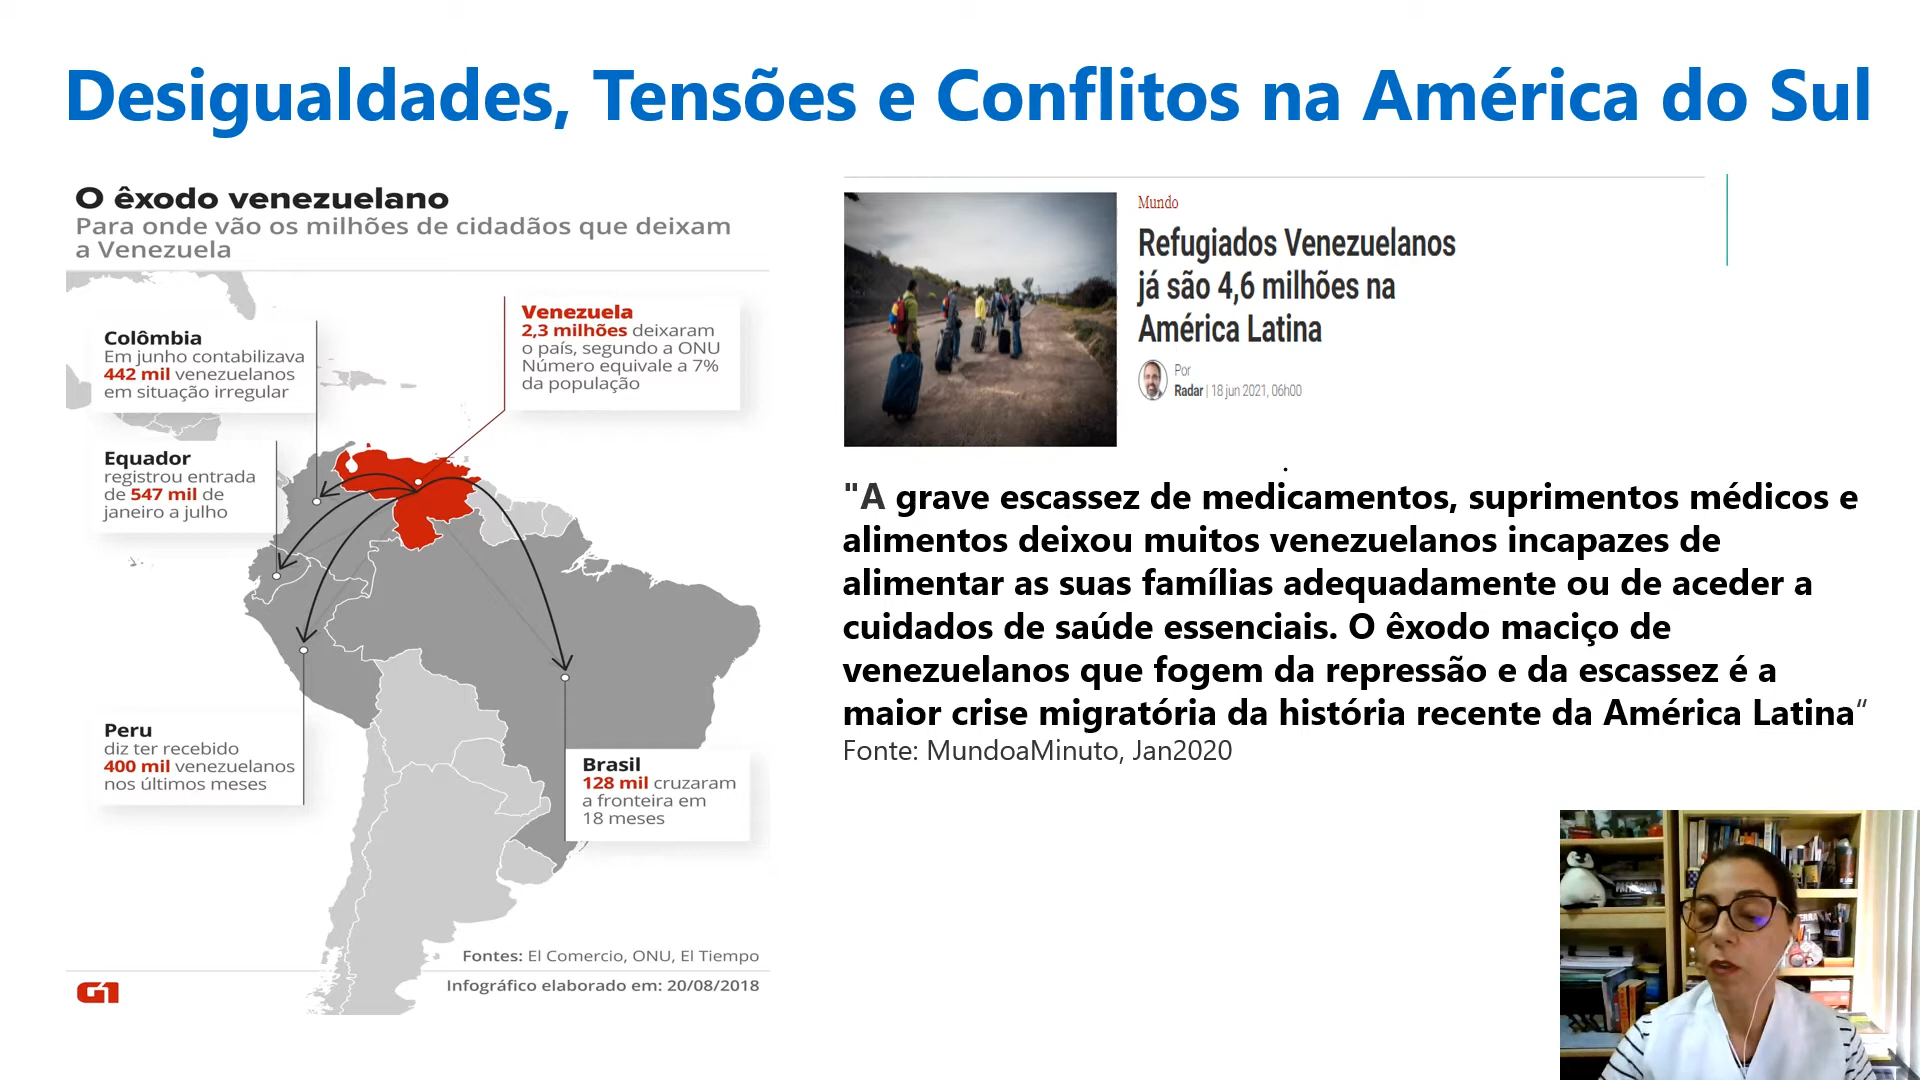 Desigualdades, Tensões e Conflitos na América do Sul
O êxodo venezuelano
Para onde vão os milhões de cidadãos que deixam
a Venezuela
Venezuela
2,3 milhões deixaram
o país, segundo a ONU
Número equivale a 7%
da população
Colômbia
Em junho contabilizava
442 mil venezuelanos
em situação irregular
Equador
registrou entrada
de 547 mil de
janeiro a julho
Peru
diz ter recebido
400 mil venezuelanos
nos últimos meses
Brasil
128 mil cruzaram
a fronteira em
18 meses
Fontes: El Comercio, ONU, El Tiempo
Infográfico elaborado em: 20/08/2018
G1
Mundo
Refugiados Venezuelanos
já são 4,6 milhões na
América Latina
Por
Radar | 18 jun 2021, 06h00
.
"A grave escassez de medicamentos, suprimentos médicos e
alimentos deixou muitos venezuelanos incapazes de
alimentar as suas famílias adequadamente ou de aceder a
cuidados de saúde essenciais. O êxodo maciço de
venezuelanos que fogem da repressão e da escassez é a
maior crise migratória da história recente da América Latina“
Fonte: MundoaMinuto, Jan2020